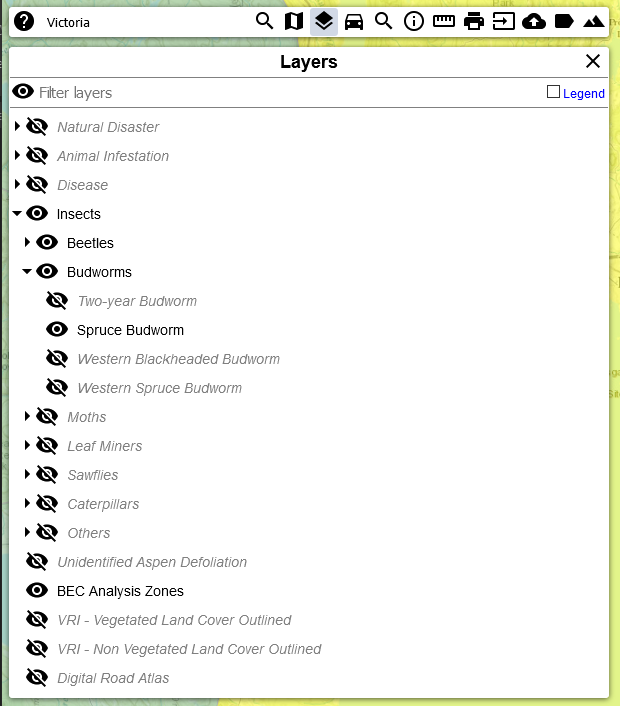 Victoria
Layers
Filter layers
Legend
Natural Disaster
Animal Infestation
Disease
Insects
Beetles
Budworms
Two-year Budworm
Spruce Budworm
Western Blackheaded Budworm
Western Spruce Budworm
Moths
Leaf Miners
Sawflies
Caterpillars
Others
Unidentified Aspen Defoliation
BEC Analysis Zones
VRI - Vegetated Land Cover Outlined
VRI - Non Vegetated Land Cover Outlined
Digital Road Atlas